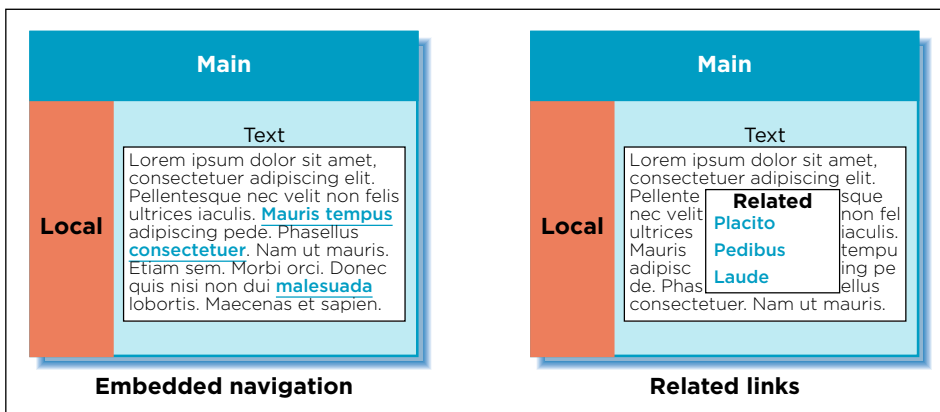 Main
Local
Text
Lorem ipsum dolor sit amet,
consectetuer adipiscing elit.
Pellentesque nec velit non felis
ultrices iaculis. Mauris tempus
adipiscing pede. Phasellus
consectetuer. Nam ut mauris.
Etiam sem. Morbi orci. Donec
quis nisi non dui malesuada
lobortis. Maecenas et sapien.
Embedded navigation
Main
Local
Text
Lorem ipsum dolor sit amet,
consectetuer adipiscing elit.
Pellente sque
nec velit non fel
ultrices iaculis.
Mauris tempu
adipisc ing pe
de. Phas ellus
consectetuer. Nam ut mauris.
Related
Placito
Pedibus
Laude
Related links